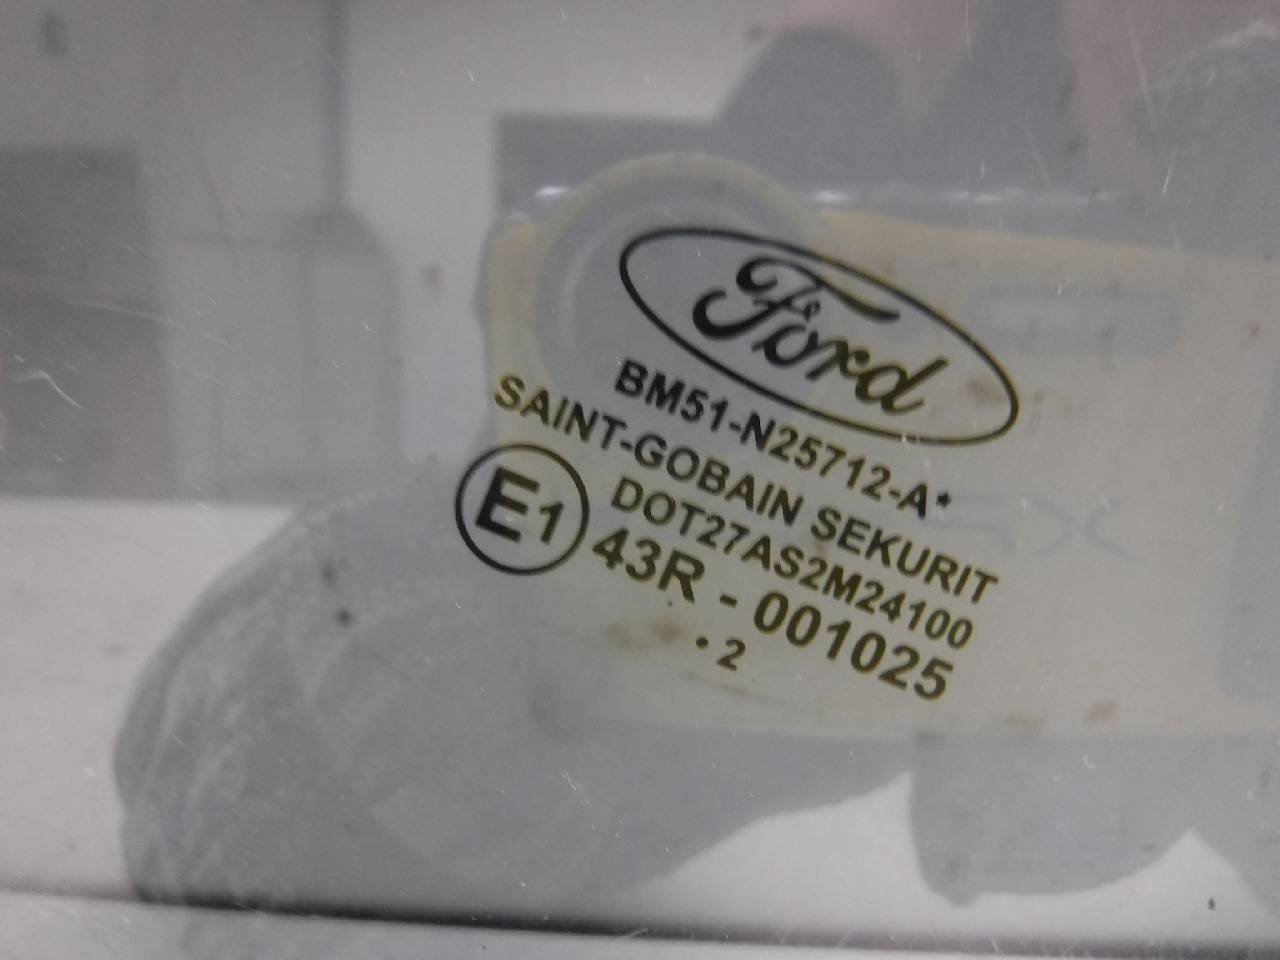 Ford
BM51-N25712-A*
SAINT-GOBAIN SEKURIT
DOT27AS2M24100
E1
43R - 001025
. 2